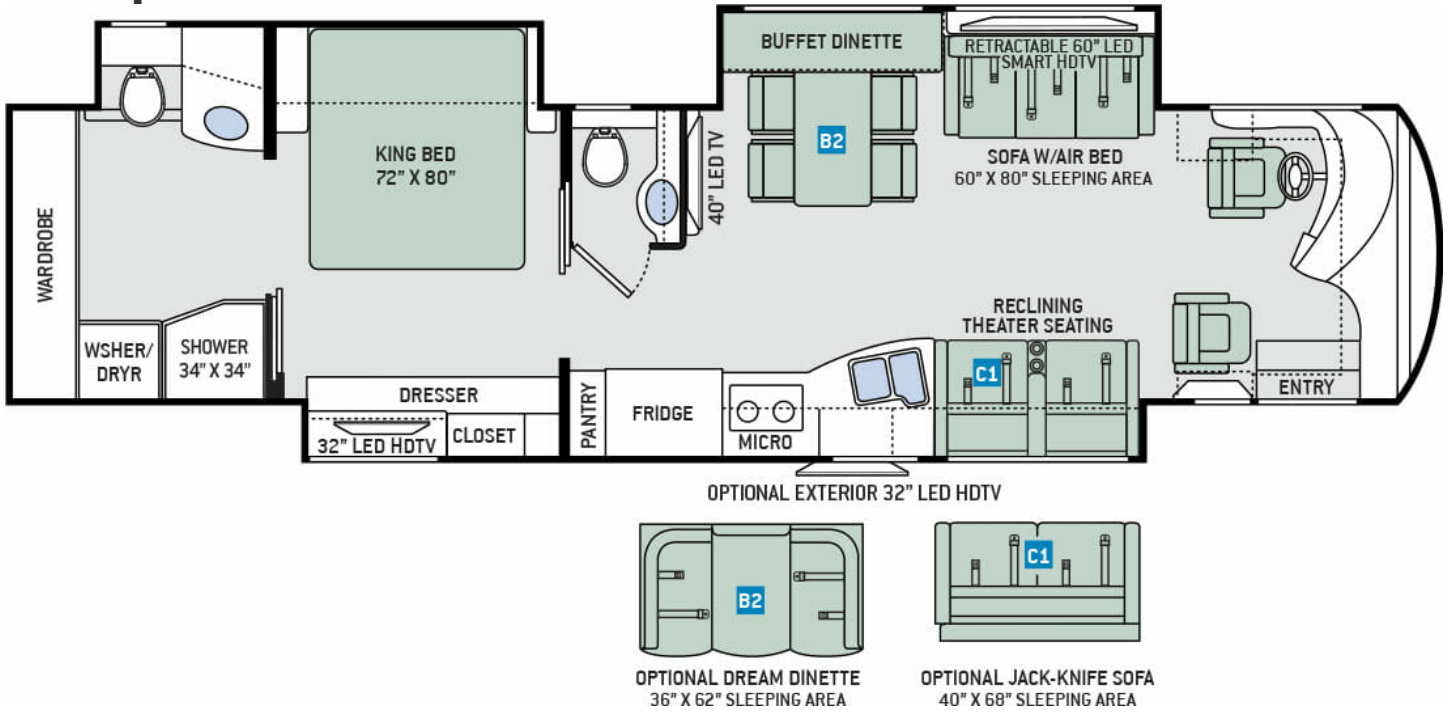 BUFFET DINETTE
RETRACTABLE 60" LED
SMART HDTV
KING BED
72" X 80"
B2
40" LED TV
SOFA W/AIR BED
60" X 80" SLEEPING AREA
WARDROBE
RECLINING
THEATER SEATING
WSHER/
DRYR
SHOWER
34" X 34"
C1
DRESSER
ENTRY
PANTRY
FRIDGE
32" LED HDTV
CLOSET
MICRO
OPTIONAL EXTERIOR 32" LED HDTV
B2
C1
OPTIONAL DREAM DINETTE
36" X 62" SLEEPING AREA
OPTIONAL JACK-KNIFE SOFA
40" X 68" SLEEPING AREA